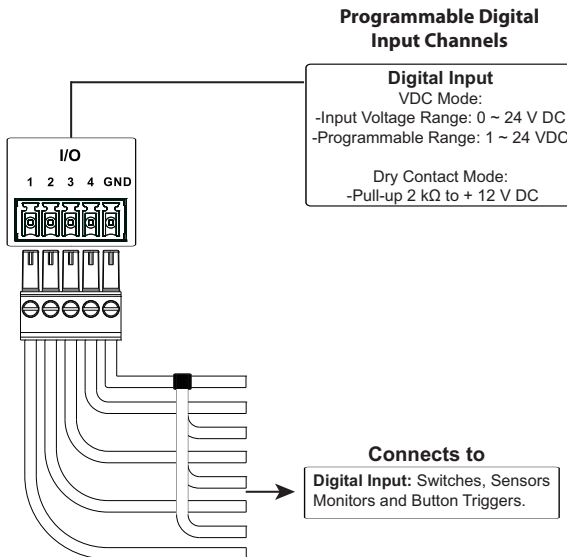 Programmable Digital
Input Channels
Digital Input
VDC Mode:
-Input Voltage Range: 0 ~ 24 V DC
-Programmable Range: 1 ~ 24 VDC
Dry Contact Mode:
-Pull-up 2 kΩ to + 12 V DC
I/O
1 2 3 4 GND
Connects to
Digital Input: Switches, Sensors
Monitors and Button Triggers.